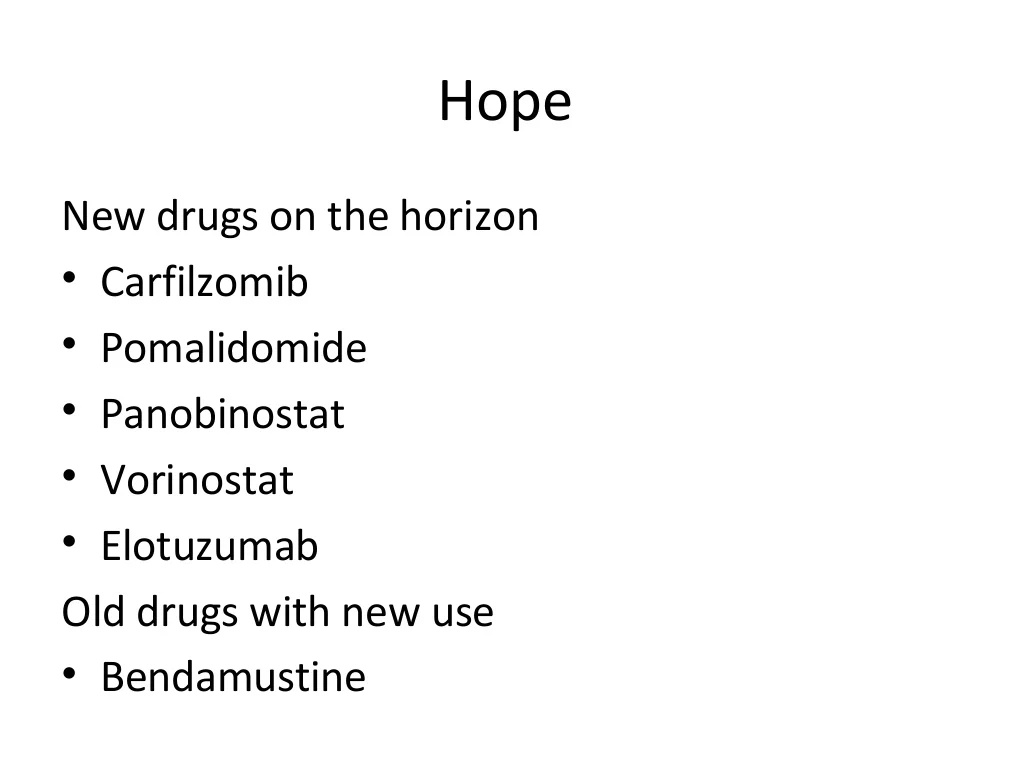 Hope
New drugs on the horizon
• Carfilzomib
• Pomalidomide
• Panobinostat
• Vorinostat
• Elotuzumab
Old drugs with new use
• Bendamustine